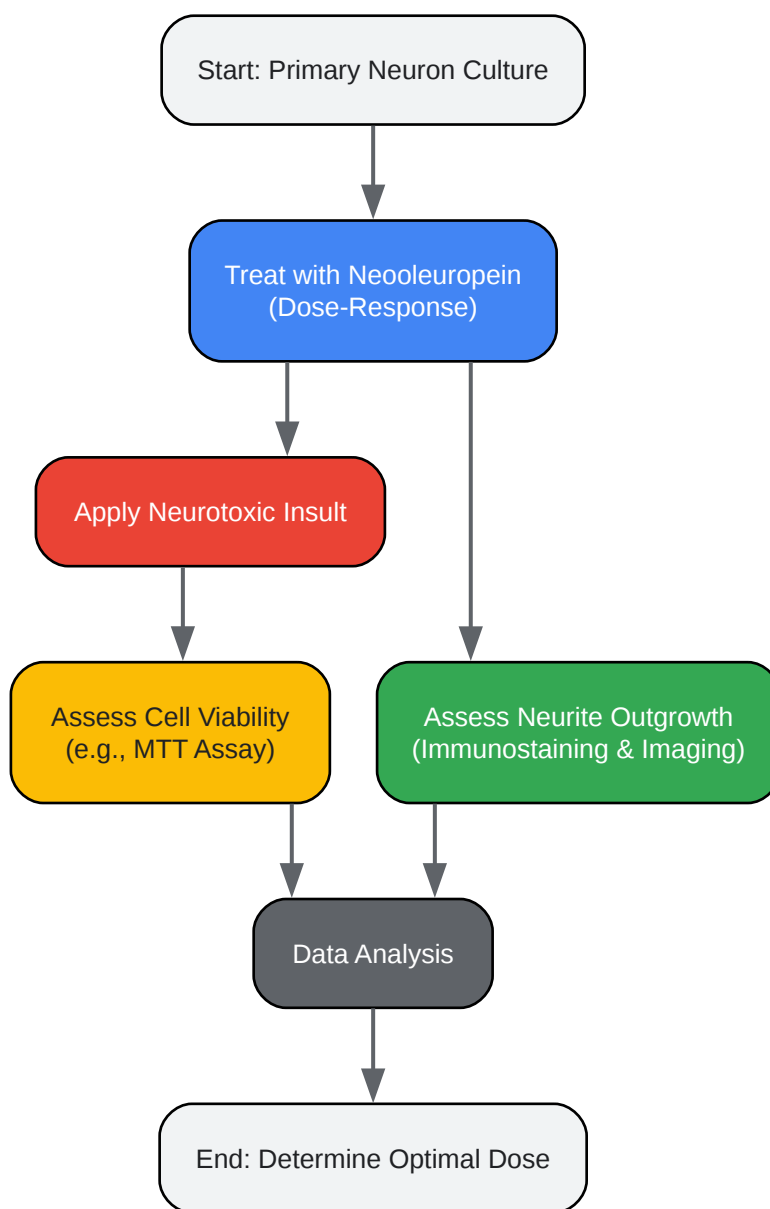 Start: Primary Neuron Culture
Treat with Neooleuropein
(Dose-Response)
Apply Neurotoxic Insult
Assess Cell Viability
(e.g., MTT Assay)
Assess Neurite Outgrowth
(Immunostaining & Imaging)
Data Analysis
End: Determine Optimal Dose